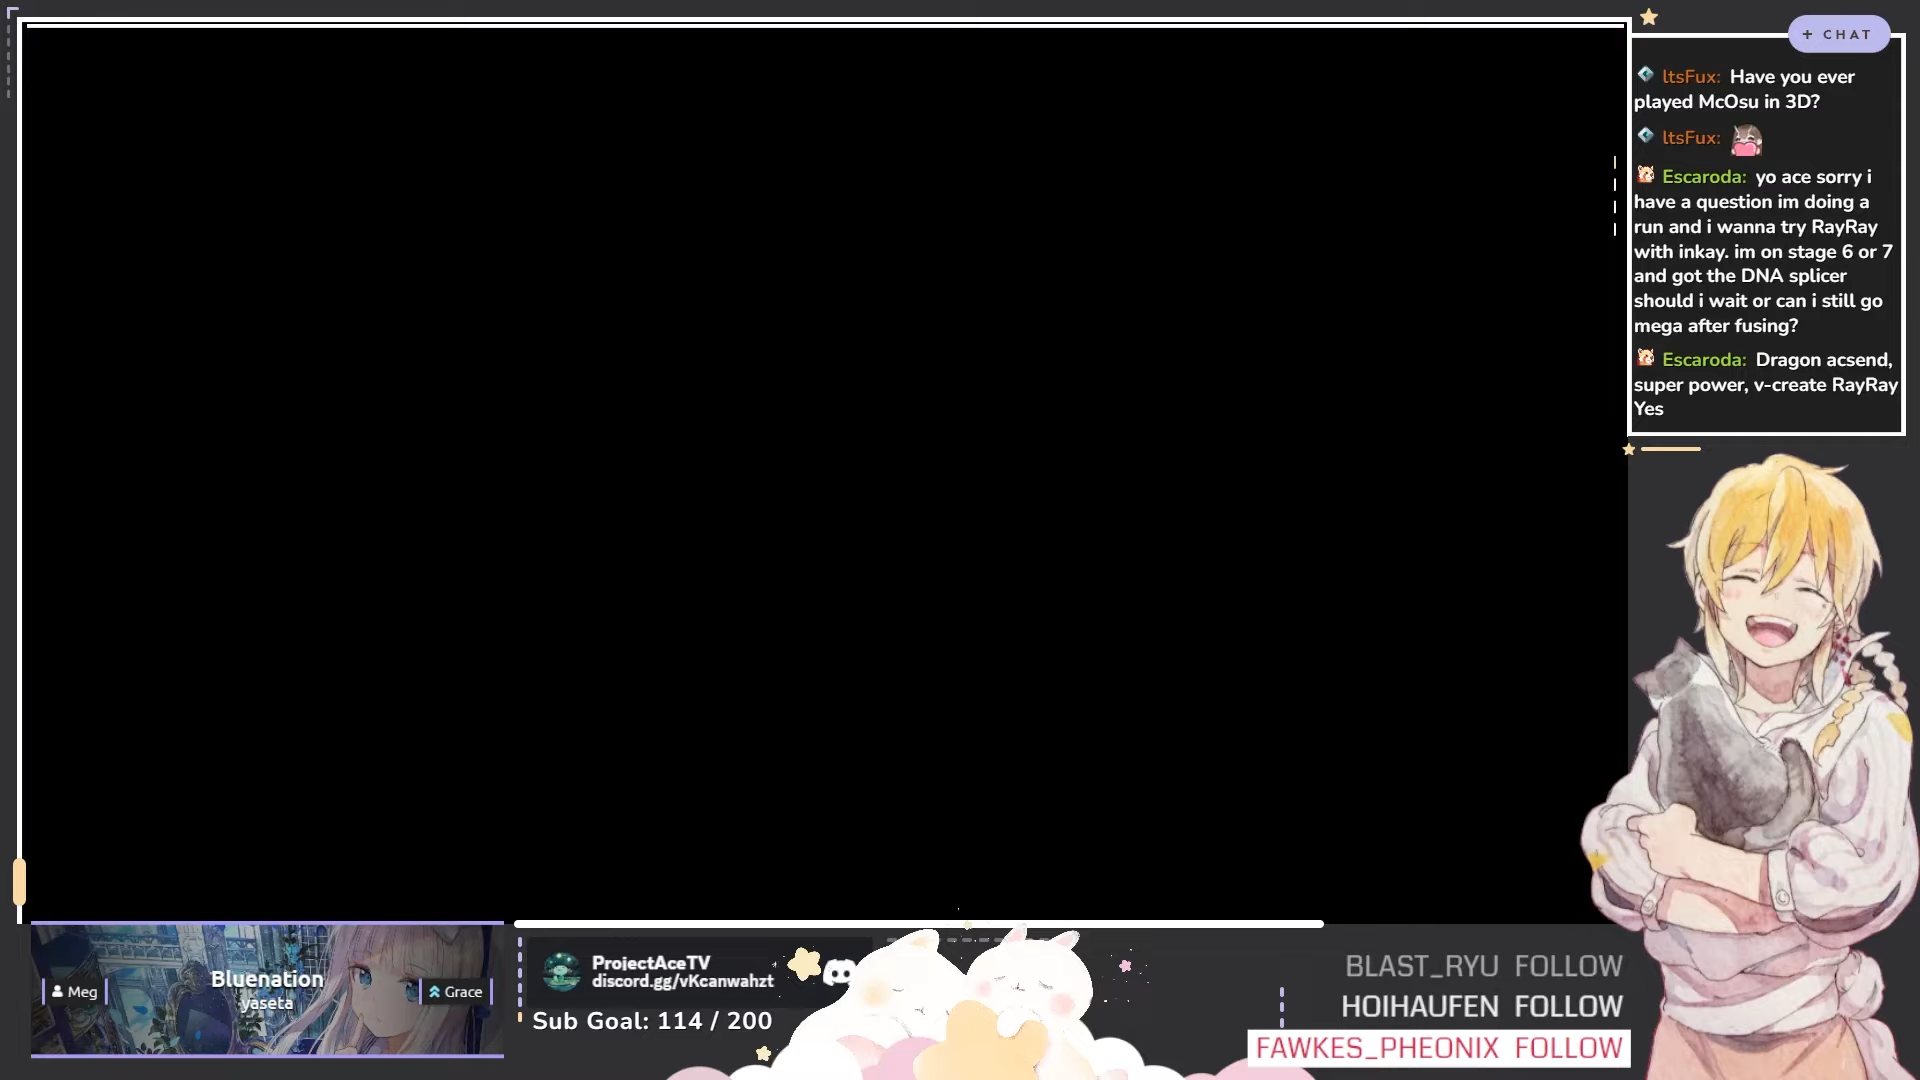 + CHAT
ltsFux: Have you ever
played McOsu in 3D?
ltsFux:
Escaroda: yo ace sorry i
have a question im doing a
run and i wanna try RayRay
with inkay. im on stage 6 or 7
and got the DNA splicer
should i wait or can i still go
mega after fusing?
Escaroda: Dragon acsend,
super power, v-create RayRay
Yes
Bluenation
yaseta
Meg
Grace
ProjectAceTV
discord.gg/vKcanwahzt
Sub Goal: 114 / 200
BLAST_RYU FOLLOW
HOIHAUFEN FOLLOW
FAWKES_PHEONIX FOLLOW